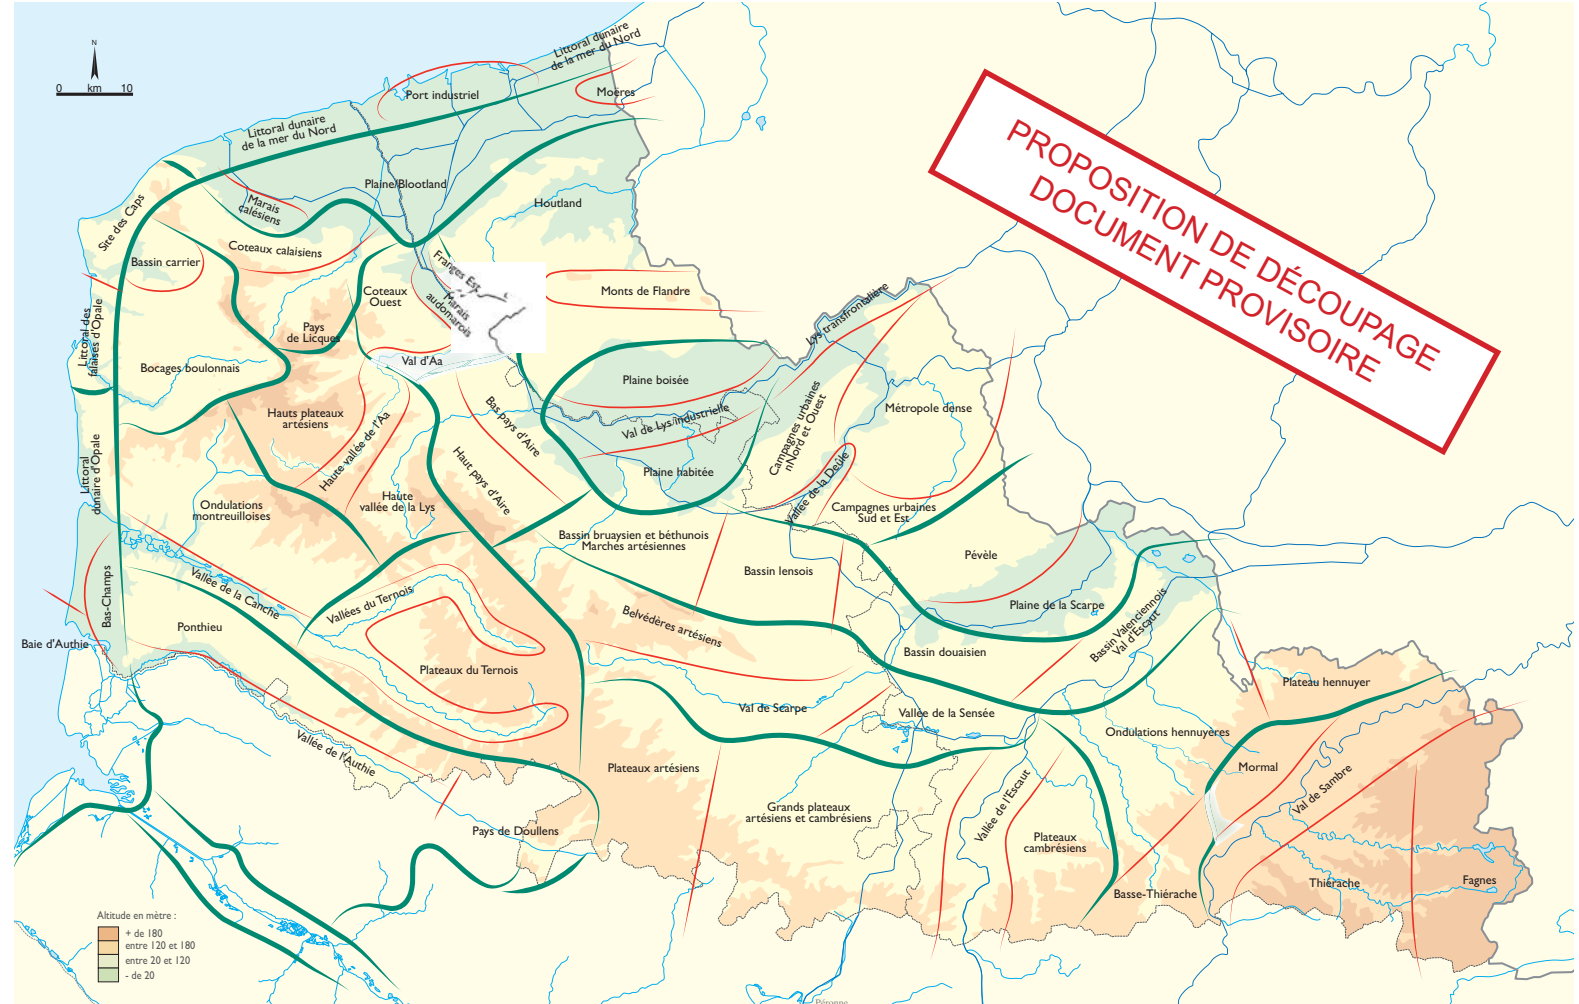 N
0 km 10
Littoral dunaire
de la mer du Nord
Port industriel
Moëres
Littoral dunaire
de la mer du Nord
PROPOSITION DE DÉCOUPAGE
DOCUMENT PROVISOIRE
Plaine/Blootland
Houtland
Marais
calésiens
Site des Caps
Coteaux calaisiens
Bassin carrier
Franges Est
Marais
audomarois
Coteaux
Ouest
Monts de Flandre
Lys transfrontalière
Littoral des
falaises d'Opale
Pays
de Licques
Val d'Aa
Bocages boulonnais
Plaine boisée
Hauts plateaux
artésiens
Haute vallée de l'Aa
Bas pays d'Aire
Val de Lys industrielle
Campagnes urbaines
nNord et Ouest
Métropole dense
Littoral
dunaire d'Opale
Haut pays d'Aire
Plaine habitée
Vallée de la Deûle
Ondulations
montreuilloises
Haute
vallée de la Lys
Campagnes urbaines
Sud et Est
Bassin bruaysien et béthunois
Marches artésiennes
Bassin lensois
Pévèle
Bas-Champs
Vallée de la Canche
Vallées du Ternois
Belvédères artésiens
Plaine de la Scarpe
Bassin Valenciennois
Val d'Escaut
Baie d'Authie
Ponthieu
Plateaux du Ternois
Bassin douaisien
Plateau hennuyer
Val de Scarpe
Vallée de la Sensée
Ondulations hennuyères
Vallée de l'Authie
Plateaux artésiens
Mormal
Val de Sambre
Grands plateaux
artésiens et cambrésiens
Vallée de l'Escaut
Pays de Doullens
Plateaux
cambrésiens
Basse-Thiérache
Thiérache
Fagnes
Altitude en mètre :
+ de 180
entre 120 et 180
entre 20 et 120
- de 20
Péronne